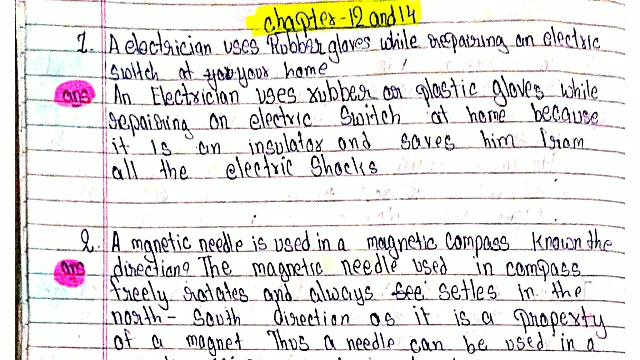 chapter-12 and 14
1. A electrician uses Rubber gloves while repairing an electric
switch at your your home
ans An Electrician uses rubber or plastic gloves while
repairing an electric Switch at home because
it Is an insulator and saves him from
all the electric Shocks
2. A mgnetic needle is used in a magnetic Compass Known the
ans direction? The magnetic needle used in compass
freely rotates and always see setles in the
north - South direction as it is a property
of a magnet Thus a needle can be used in a